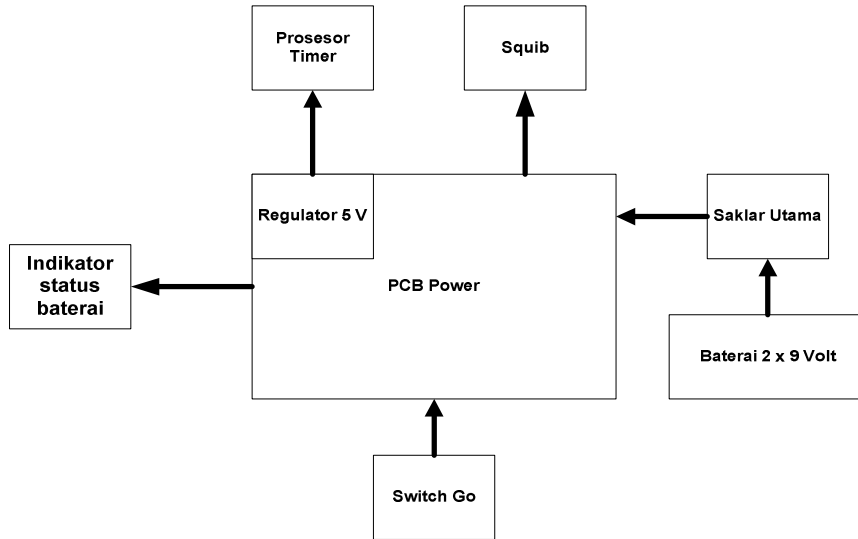 Prosesor
Timer
Squib
Regulator 5 V
Saklar Utama
Indikator
status
baterai
PCB Power
Baterai 2 x 9 Volt
Switch Go